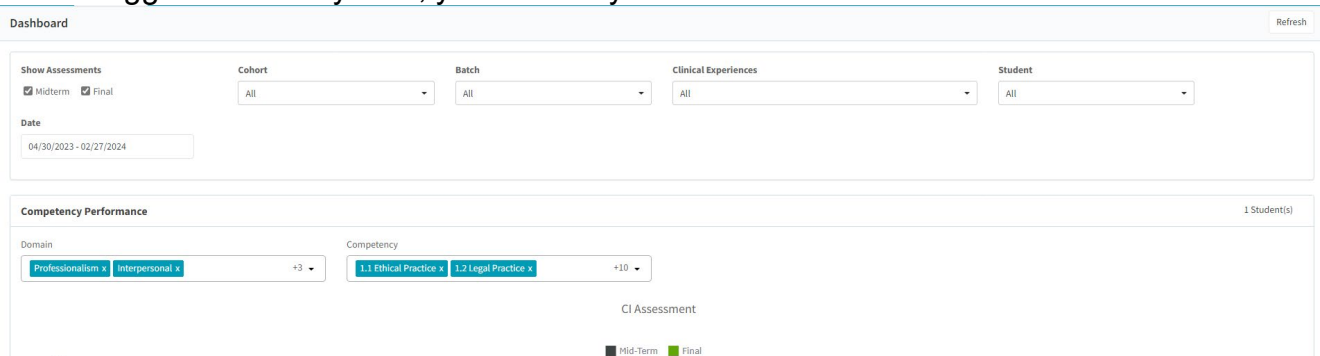 Dashboard Refresh
Show Assessments Cohort Batch Clinical Experiences Student
Midterm Final All All All All
Date
04/30/2023 - 02/27/2024
Competency Performance 1 Student(s)
Domain Competency
Professionalism x Interpersonal x +3 1.1 Ethical Practice x 1.2 Legal Practice x +10
CI Assessment
Mid-Term Final